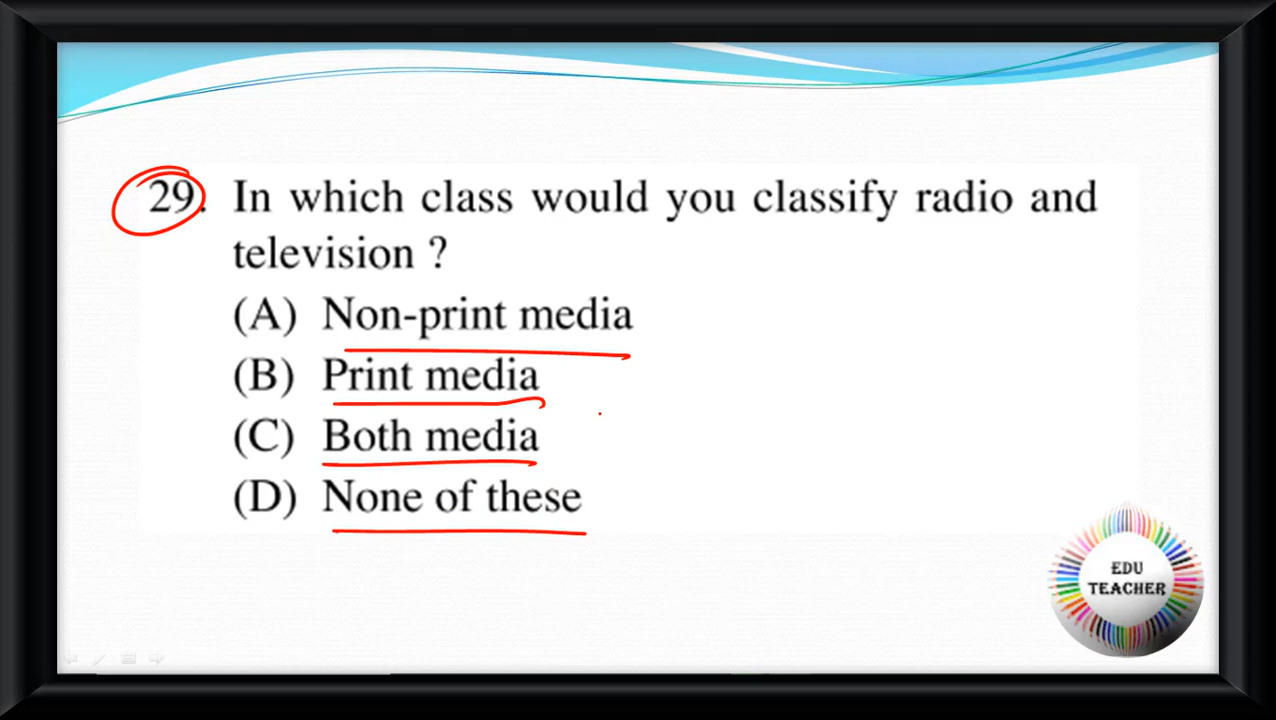 29. In which class would you classify radio and
television ?
(A) Non-print media
(B) Print media
(C) Both media
(D) None of these
EDU
TEACHER